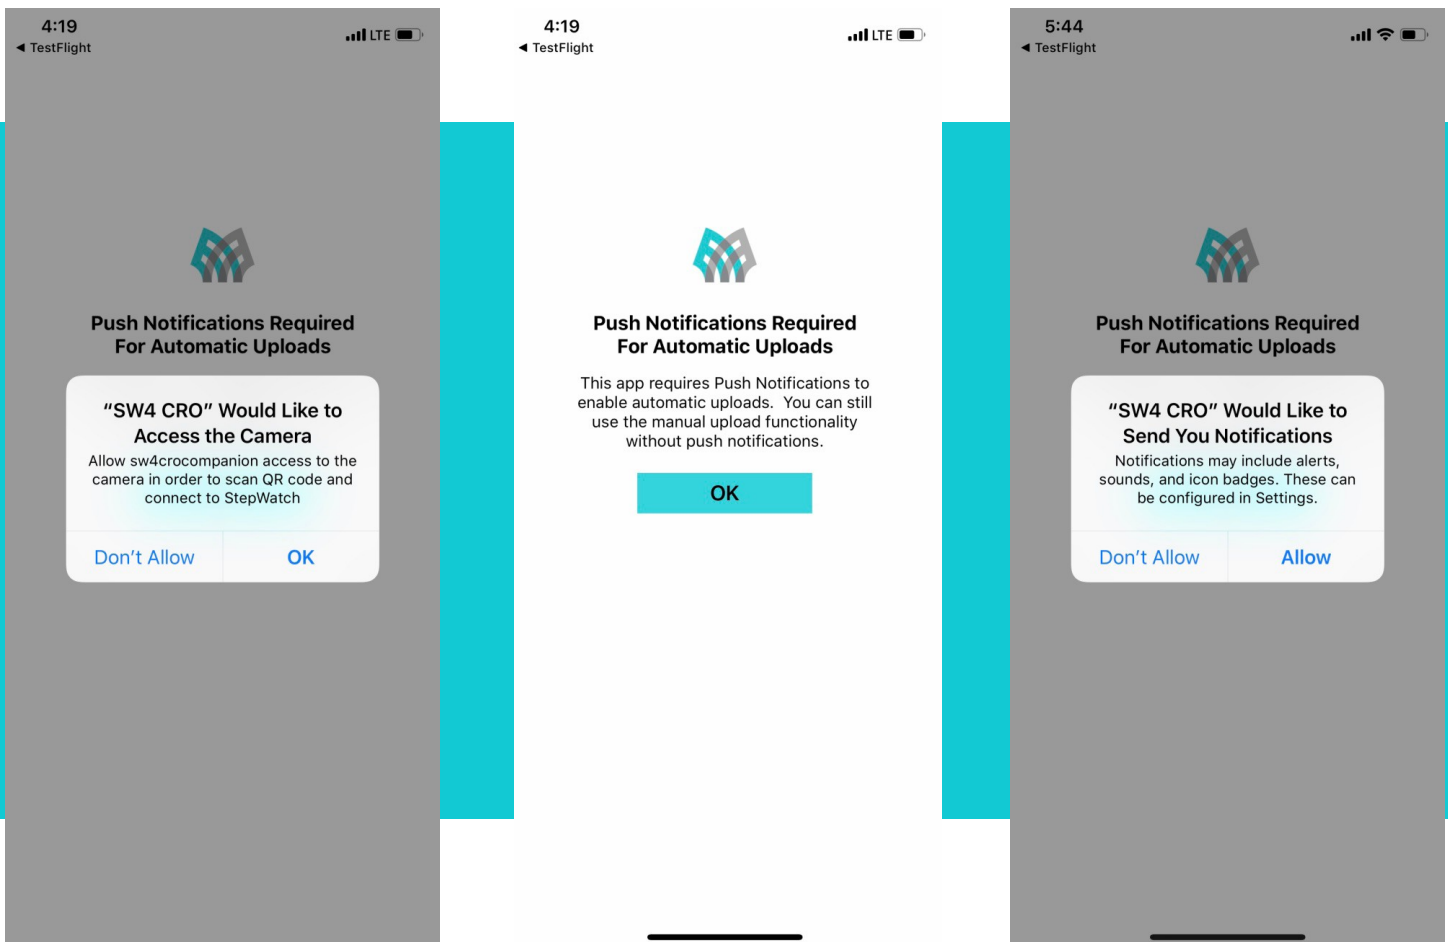 4:19
LTE
◀ TestFlight
Push Notifications Required
For Automatic Uploads
“SW4 CRO” Would Like to
Access the Camera
Allow sw4crocompanion access to the
camera in order to scan QR code and
connect to StepWatch
Don’t Allow
OK
4:19
LTE
◀ TestFlight
Push Notifications Required
For Automatic Uploads
This app requires Push Notifications to
enable automatic uploads.  You can still
use the manual upload functionality
without push notifications.
OK
5:44
◀ TestFlight
Push Notifications Required
For Automatic Uploads
“SW4 CRO” Would Like to
Send You Notifications
Notifications may include alerts,
sounds, and icon badges. These can
be configured in Settings.
Don’t Allow
Allow